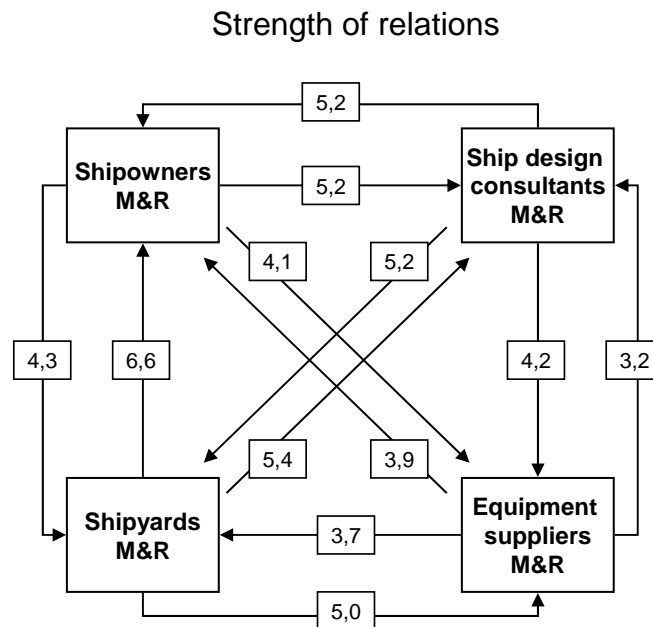 Strength of relations
5,2
Shipowners
M&R
Ship design
consultants
M&R
5,2
4,1
5,2
4,3
6,6
4,2
3,2
5,4
3,9
Shipyards
M&R
3,7
Equipment
suppliers
M&R
5,0